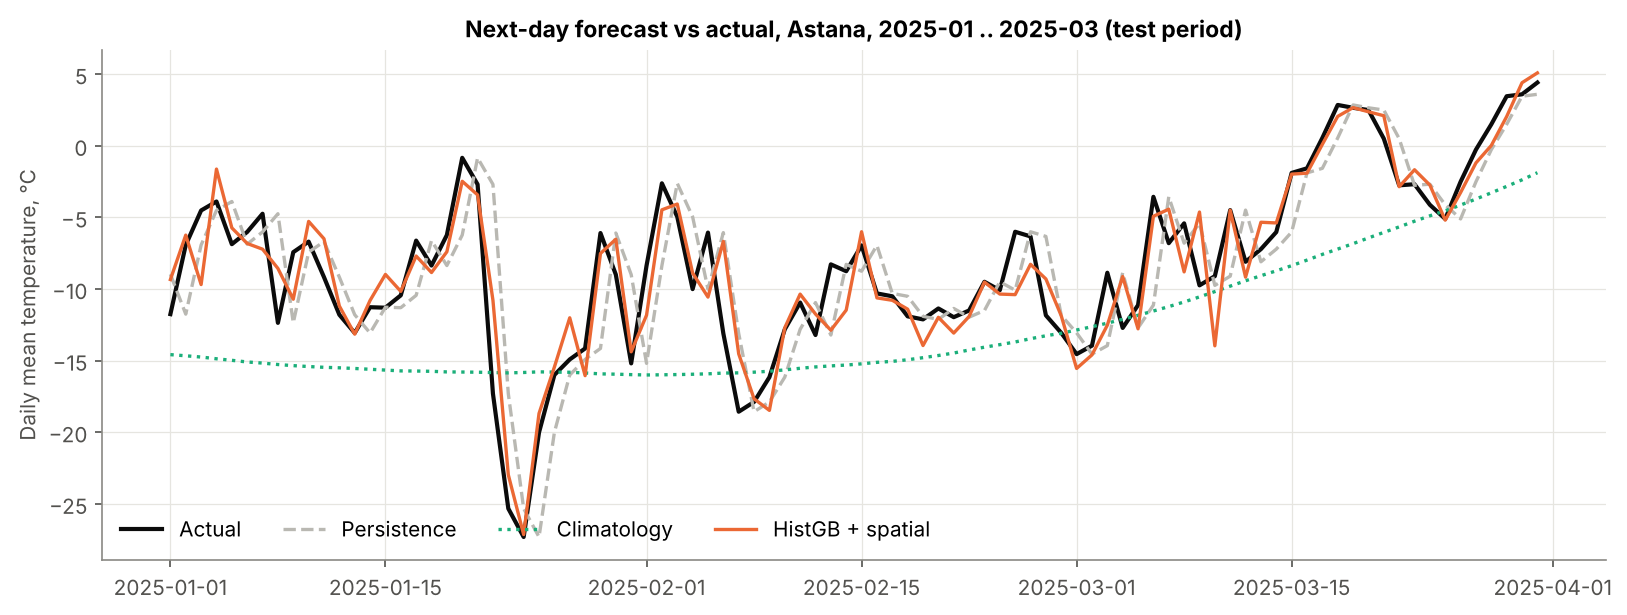 Next-day forecast vs actual, Astana, 2025-01 .. 2025-03 (test period)
Daily mean temperature, °C
5
0
−5
−10
−15
−20
−25
Actual
Persistence
Climatology
HistGB + spatial
2025-01-01
2025-01-15
2025-02-01
2025-02-15
2025-03-01
2025-03-15
2025-04-01